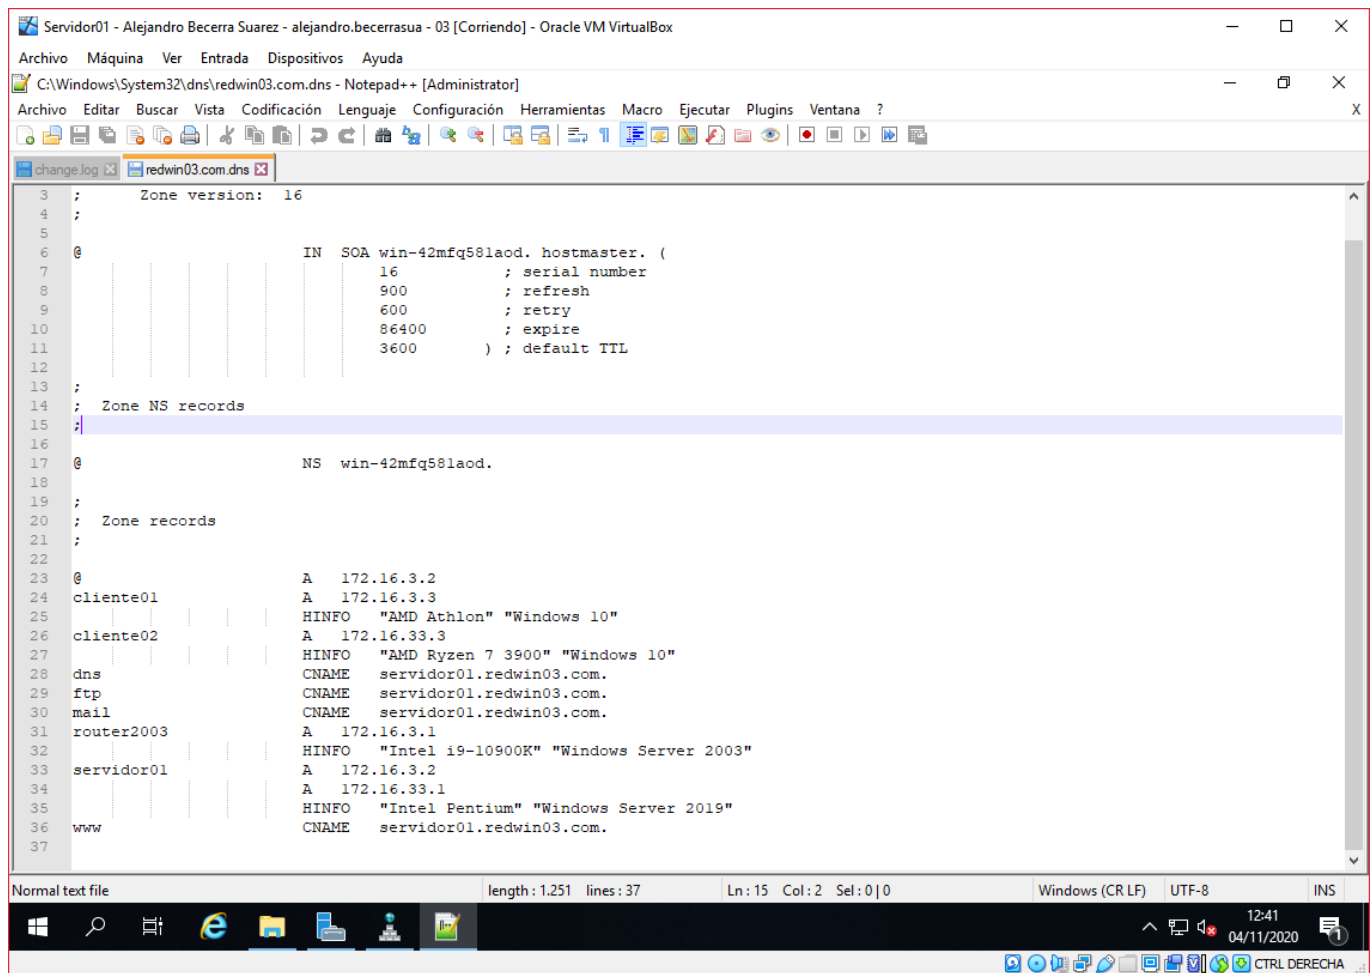 Servidor01 - Alejandro Becerra Suarez - alejandro.becerrasua - 03 [Corriendo] - Oracle VM VirtualBox
Archivo Máquina Ver Entrada Dispositivos Ayuda
C:\Windows\System32\dns\redwin03.com.dns - Notepad++ [Administrator]
Archivo Editar Buscar Vista Codificación Lenguaje Configuración Herramientas Macro Ejecutar Plugins Ventana ? X
change.log redwin03.com.dns
3 ; Zone version: 16
4 ;
5
6 @ IN SOA win-42mfq581aod. hostmaster. (
7 16 ; serial number
8 900 ; refresh
9 600 ; retry
10 86400 ; expire
11 3600 ) ; default TTL
12
13 ;
14 ; Zone NS records
15 ;
16
17 @ NS win-42mfq581aod.
18
19 ;
20 ; Zone records
21 ;
22
23 @ A 172.16.3.2
24 cliente01 A 172.16.3.3
25 HINFO "AMD Athlon" "Windows 10"
26 cliente02 A 172.16.33.3
27 HINFO "AMD Ryzen 7 3900" "Windows 10"
28 dns CNAME servidor01.redwin03.com.
29 ftp CNAME servidor01.redwin03.com.
30 mail CNAME servidor01.redwin03.com.
31 router2003 A 172.16.3.1
32 HINFO "Intel i9-10900K" "Windows Server 2003"
33 servidor01 A 172.16.3.2
34 A 172.16.33.1
35 HINFO "Intel Pentium" "Windows Server 2019"
36 www CNAME servidor01.redwin03.com.
37
Normal text file length : 1.251 lines : 37 Ln : 15 Col : 2 Sel : 0 | 0 Windows (CR LF) UTF-8 INS
12:41
04/11/2020
1
CTRL DERECHA